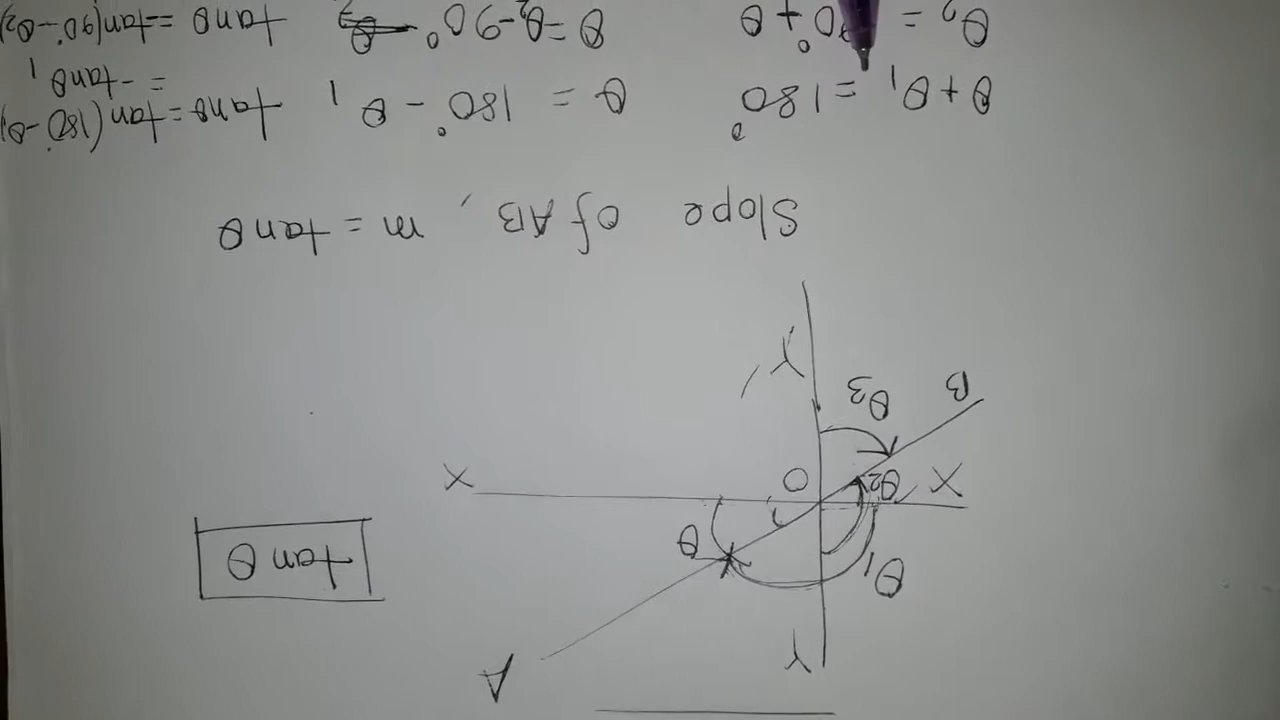 A
Y
θ₁
θ
tan θ
X' θ₂ O X
B θ₃
Y'
Slope of AB, m = tanθ
θ+θ₁ = 180° θ = 180° - θ₁ tanθ = tan(180° - θ₁)
= - tanθ₁
θ₂ = 90° + θ θ = θ₂ - 90° tanθ = = tan(90° - θ₂)